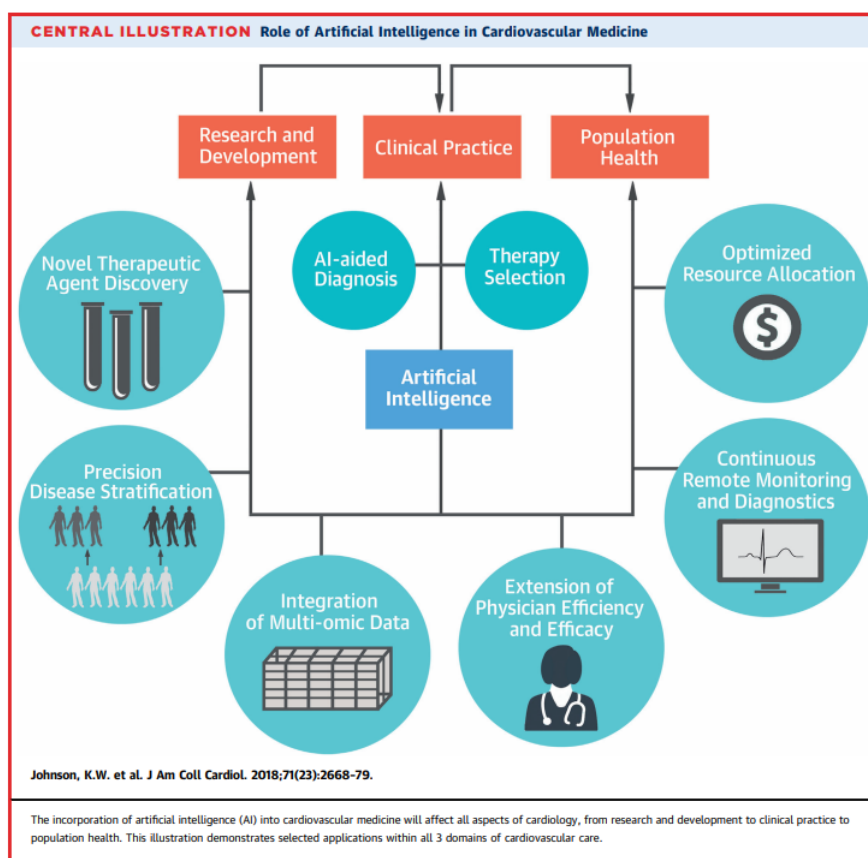 CENTRAL ILLUSTRATION Role of Artificial Intelligence in Cardiovascular Medicine
Research and
Development
Clinical Practice
Population
Health
Novel Therapeutic
Agent Discovery
AI-aided
Diagnosis
Therapy
Selection
Optimized
Resource Allocation
$
Artificial
Intelligence
Precision
Disease Stratification
Continuous
Remote Monitoring
and Diagnostics
Integration
of Multi-omic Data
Extension of
Physician Efficiency
and Efficacy
Johnson, K.W. et al. J Am Coll Cardiol. 2018;71(23):2668–79.
The incorporation of artificial intelligence (AI) into cardiovascular medicine will affect all aspects of cardiology, from research and development to clinical practice to
population health. This illustration demonstrates selected applications within all 3 domains of cardiovascular care.